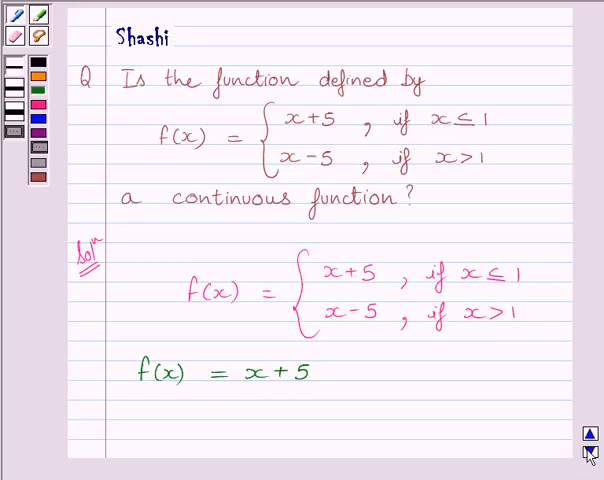 Shashi
Q Is the function defined by
f(x) = { x+5 , if x ≤ 1
x-5 , if x > 1
a continuous function?
Solⁿ
f(x) = { x+5 , if x ≤ 1
x-5 , if x > 1
f(x) = x + 5